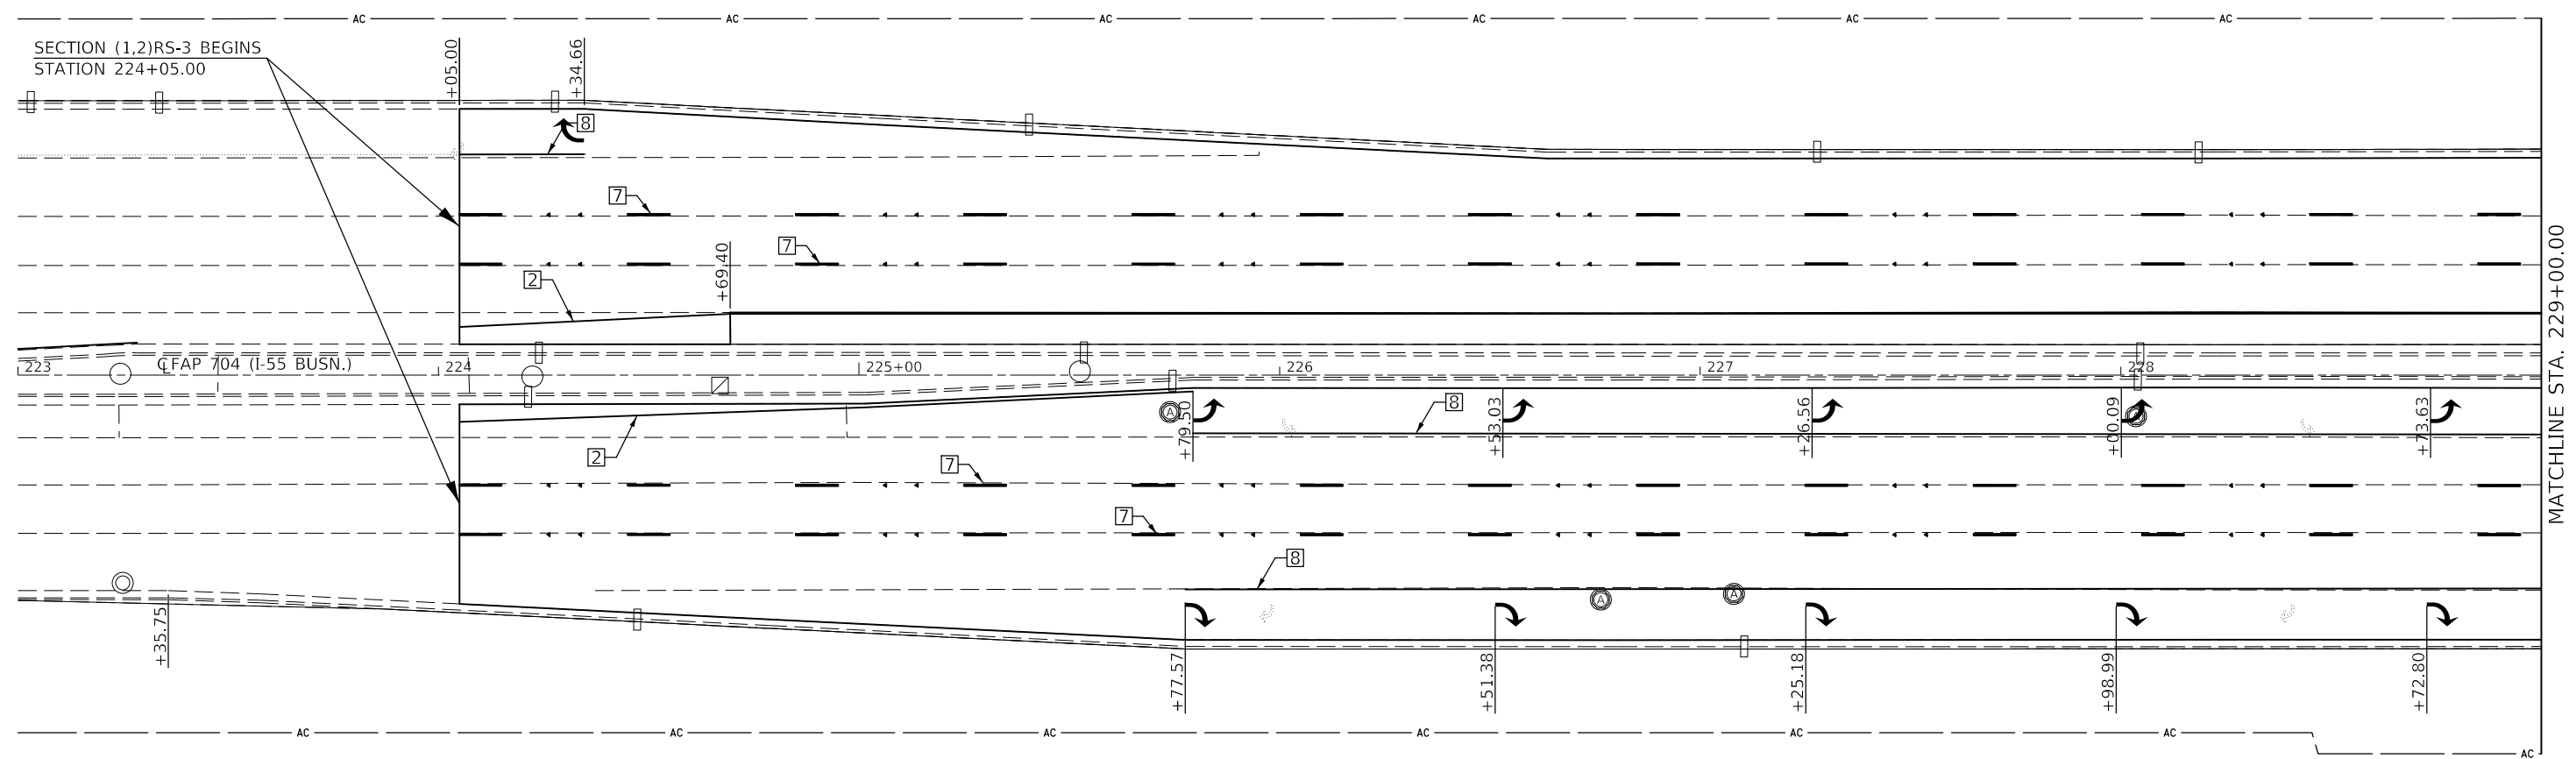 AC AC AC AC AC AC
SECTION (1,2)RS-3 BEGINS
STATION 224+05.00
+05.00
+34.66
8
7
7
2
+69.40
MATCHLINE STA. 229+00.00
℄ FAP 704 (I-55 BUSN.)
223 224 225+00 226 227 228
A
+79.50
+53.03
+26.56
+00.09
A
+73.63
8
2
7
7
8
A
A
+35.75
+77.57
+51.38
+25.18
+98.99
+72.80
AC AC AC AC AC AC
AC